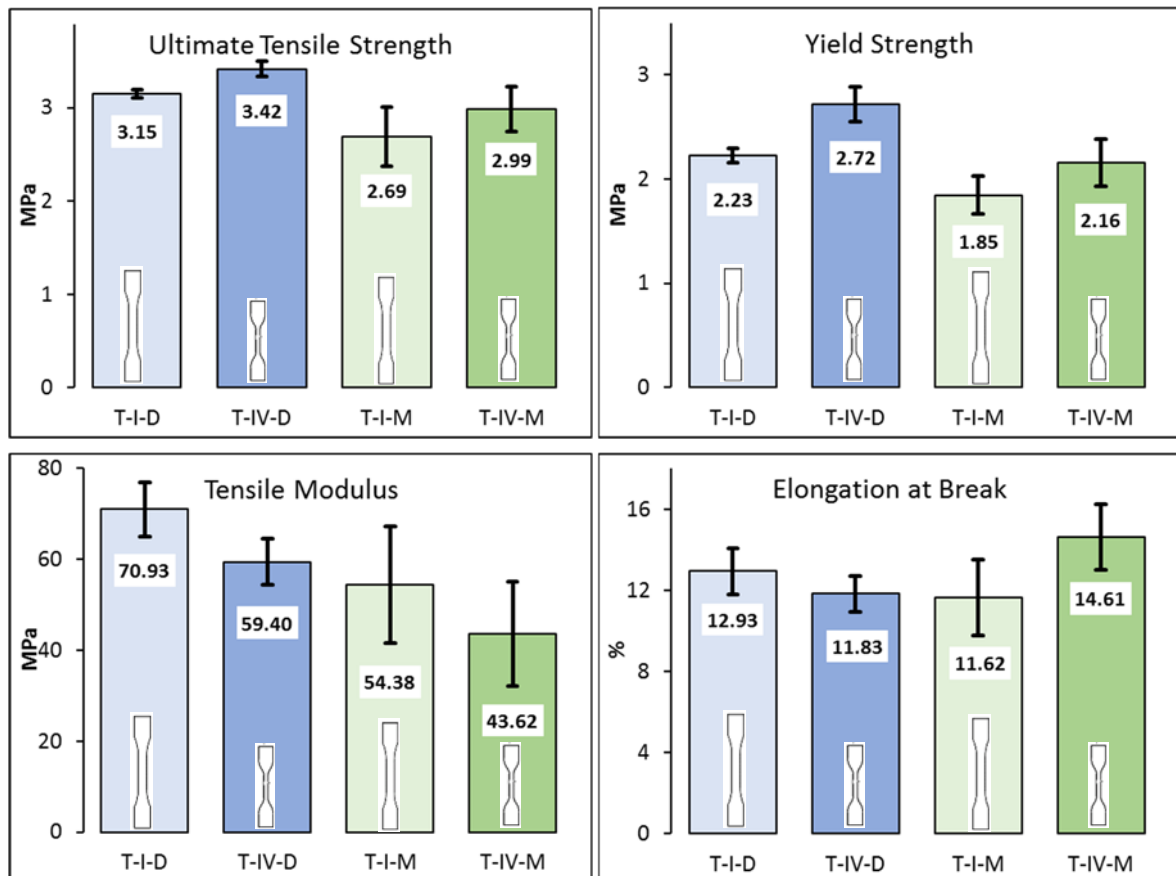 Ultimate Tensile Strength
MPa
3
2
1
0
3.15
3.42
2.69
2.99
T-I-D
T-IV-D
T-I-M
T-IV-M
Yield Strength
MPa
3
2
1
0
2.23
2.72
1.85
2.16
T-I-D
T-IV-D
T-I-M
T-IV-M
Tensile Modulus
MPa
80
60
40
20
0
70.93
59.40
54.38
43.62
T-I-D
T-IV-D
T-I-M
T-IV-M
Elongation at Break
%
16
12
8
4
0
12.93
11.83
11.62
14.61
T-I-D
T-IV-D
T-I-M
T-IV-M